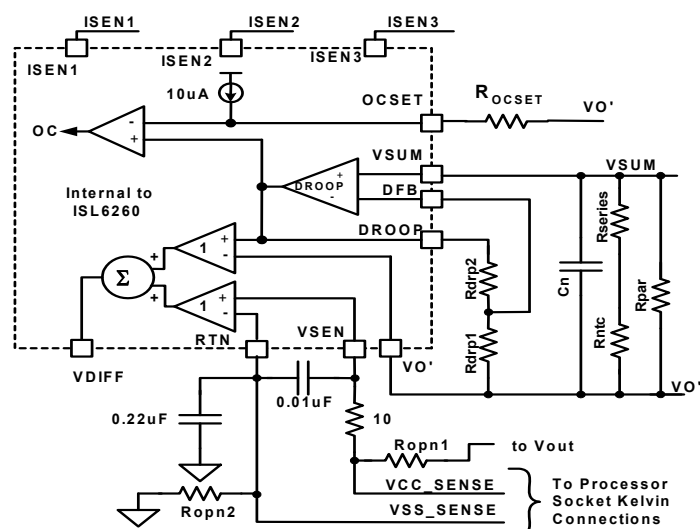 ISEN1
ISEN2
ISEN3
ISEN1
ISEN2
ISEN3
10uA
OCSET
R OCSET
VO'
OC
-
+
VSUM
VSUM
Internal to
ISL6260
DROOP
+
-
DFB
DROOP
Rseries
Rdrp2
Cn
Rpar
1
+
-
+
Σ
+
1
+
-
Rdrp1
Rntc
RTN
VSEN
VDIFF
VO'
VO'
0.01uF
0.22uF
10
Ropn1
to Vout
Ropn2
VCC_SENSE
VSS_SENSE
To Processor
Socket Kelvin
Connections